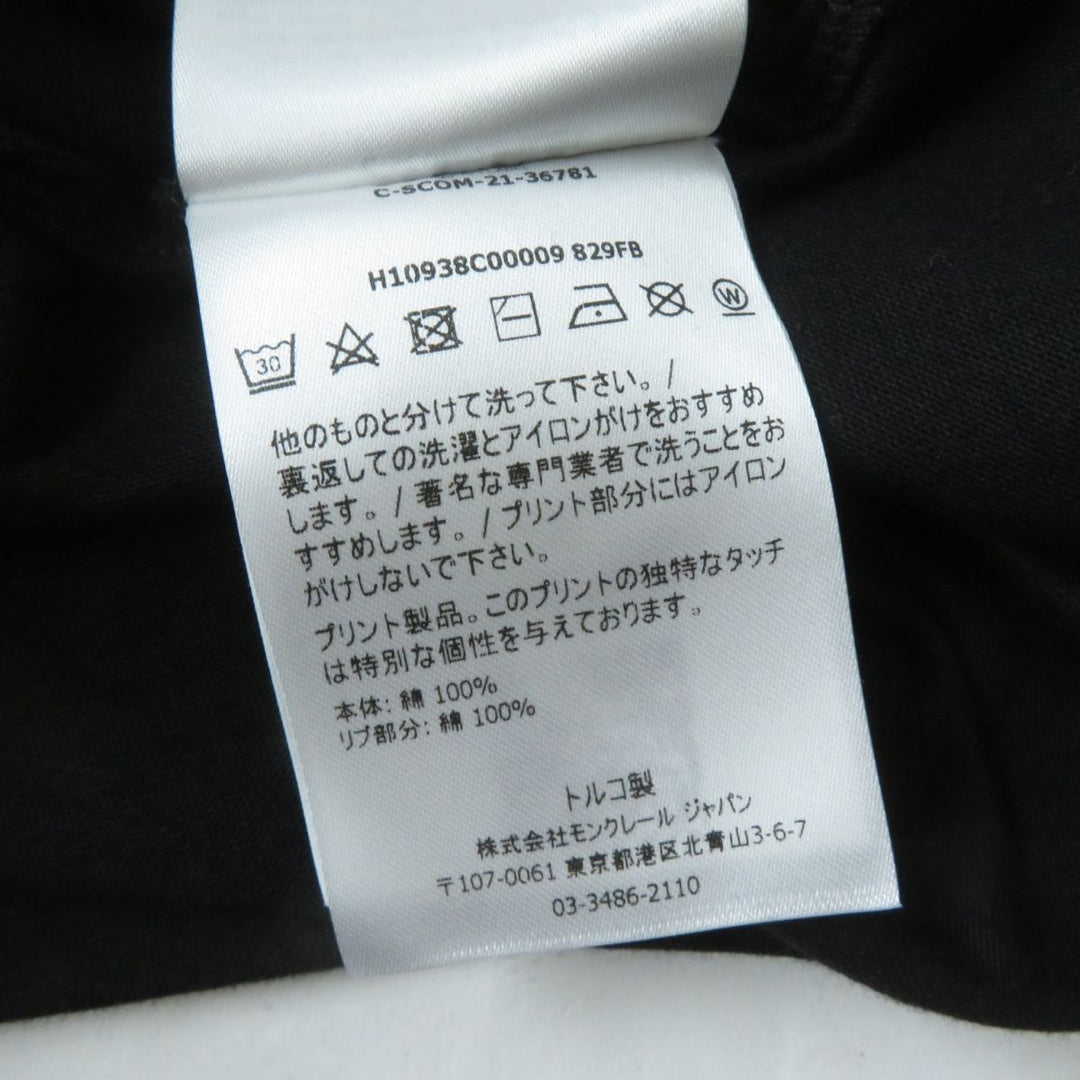 C-SCOM-21-36781
H10938C00009 829FB
30
W
他のものと分けて洗って下さい。/
裏返しての洗濯とアイロンがけをおすすめ
します。/ 著名な専門業者で洗うことをお
すすめします。/ プリント部分にはアイロン
がけしないで下さい。
プリント製品。このプリントの独特なタッチ
は特別な個性を与えております。
本体: 綿 100%
リブ部分: 綿 100%
トルコ製
株式会社モンクレール ジャパン
〒107-0061 東京都港区北青山3-6-7
03-3486-2110